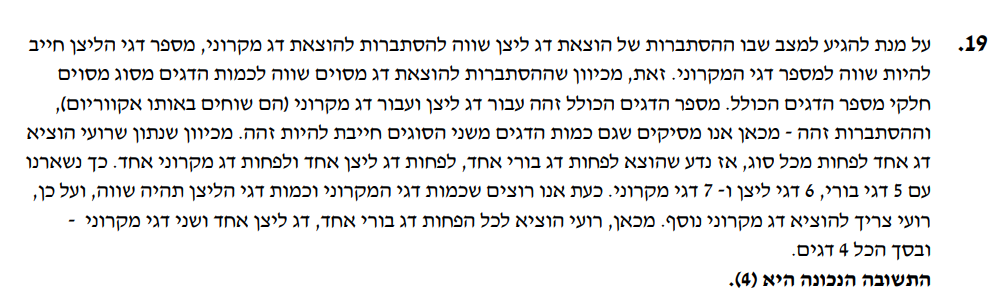 19. על מנת להגיע למצב שבו ההסתברות של הוצאת דג ליצן שווה להסתברות להוצאת דג מקרוני, מספר דגי הליצן חייב
להיות שווה למספר דגי המקרוני. זאת, מכיוון שההסתברות להוצאת דג מסוים שווה לכמות הדגים מסוג מסוים
חלקי מספר הדגים הכולל. מספר הדגים הכולל זהה עבור דג ליצן ועבור דג מקרוני (הם שוחים באותו אקווריום),
וההסתברות זהה - מכאן אנו מסיקים שגם כמות הדגים משני הסוגים חייבת להיות זהה. מכיוון שנתון שרועי הוציא
דג אחד לפחות מכל סוג, אז נדע שהוצא לפחות דג בורי אחד, לפחות דג ליצן אחד ולפחות דג מקרוני אחד. כך נשארנו
עם 5 דגי בורי, 6 דגי ליצן ו- 7 דגי מקרוני. כעת אנו רוצים שכמות דגי המקרוני וכמות דגי הליצן תהיה שווה, ועל כן,
רועי צריך להוציא דג מקרוני נוסף. מכאן, רועי הוציא לכל הפחות דג בורי אחד, דג ליצן אחד ושני דגי מקרוני -
ובסך הכל 4 דגים.
התשובה הנכונה היא (4).